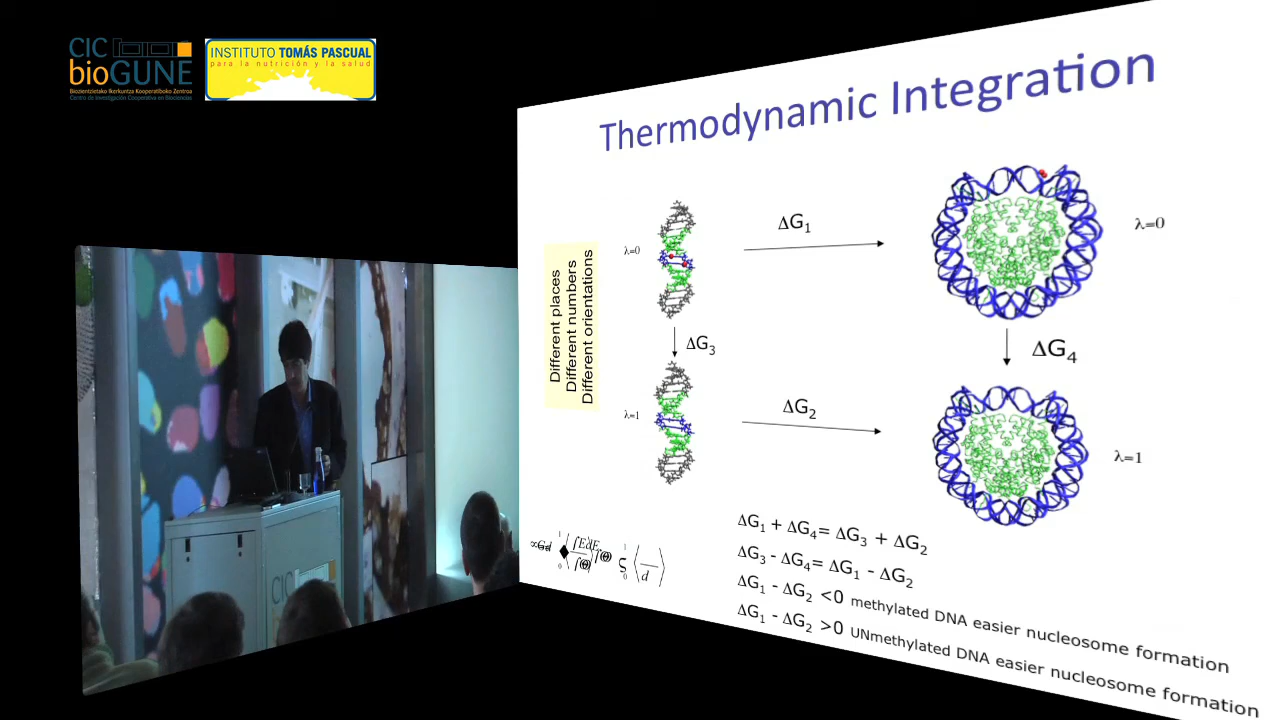 CIC
bioGUNE
Biozientzietako Ikerkuntza Kooperatiboko Zentroa
Centro de Investigación Cooperativa en Biociencias
INSTITUTO TOMÁS PASCUAL
para la nutrición y la salud
Thermodynamic Integration
Different places
Different numbers
Different orientations
λ=0
ΔG1
λ=0
ΔG3
ΔG4
λ=1
ΔG2
λ=1
ΔG1 + ΔG4= ΔG3 + ΔG2
ΔG3 - ΔG4= ΔG1 - ΔG2
ΔG1 - ΔG2 <0 methylated DNA easier nucleosome formation
ΔG1 - ΔG2 >0 UNmethylated DNA easier nucleosome formation
CIC